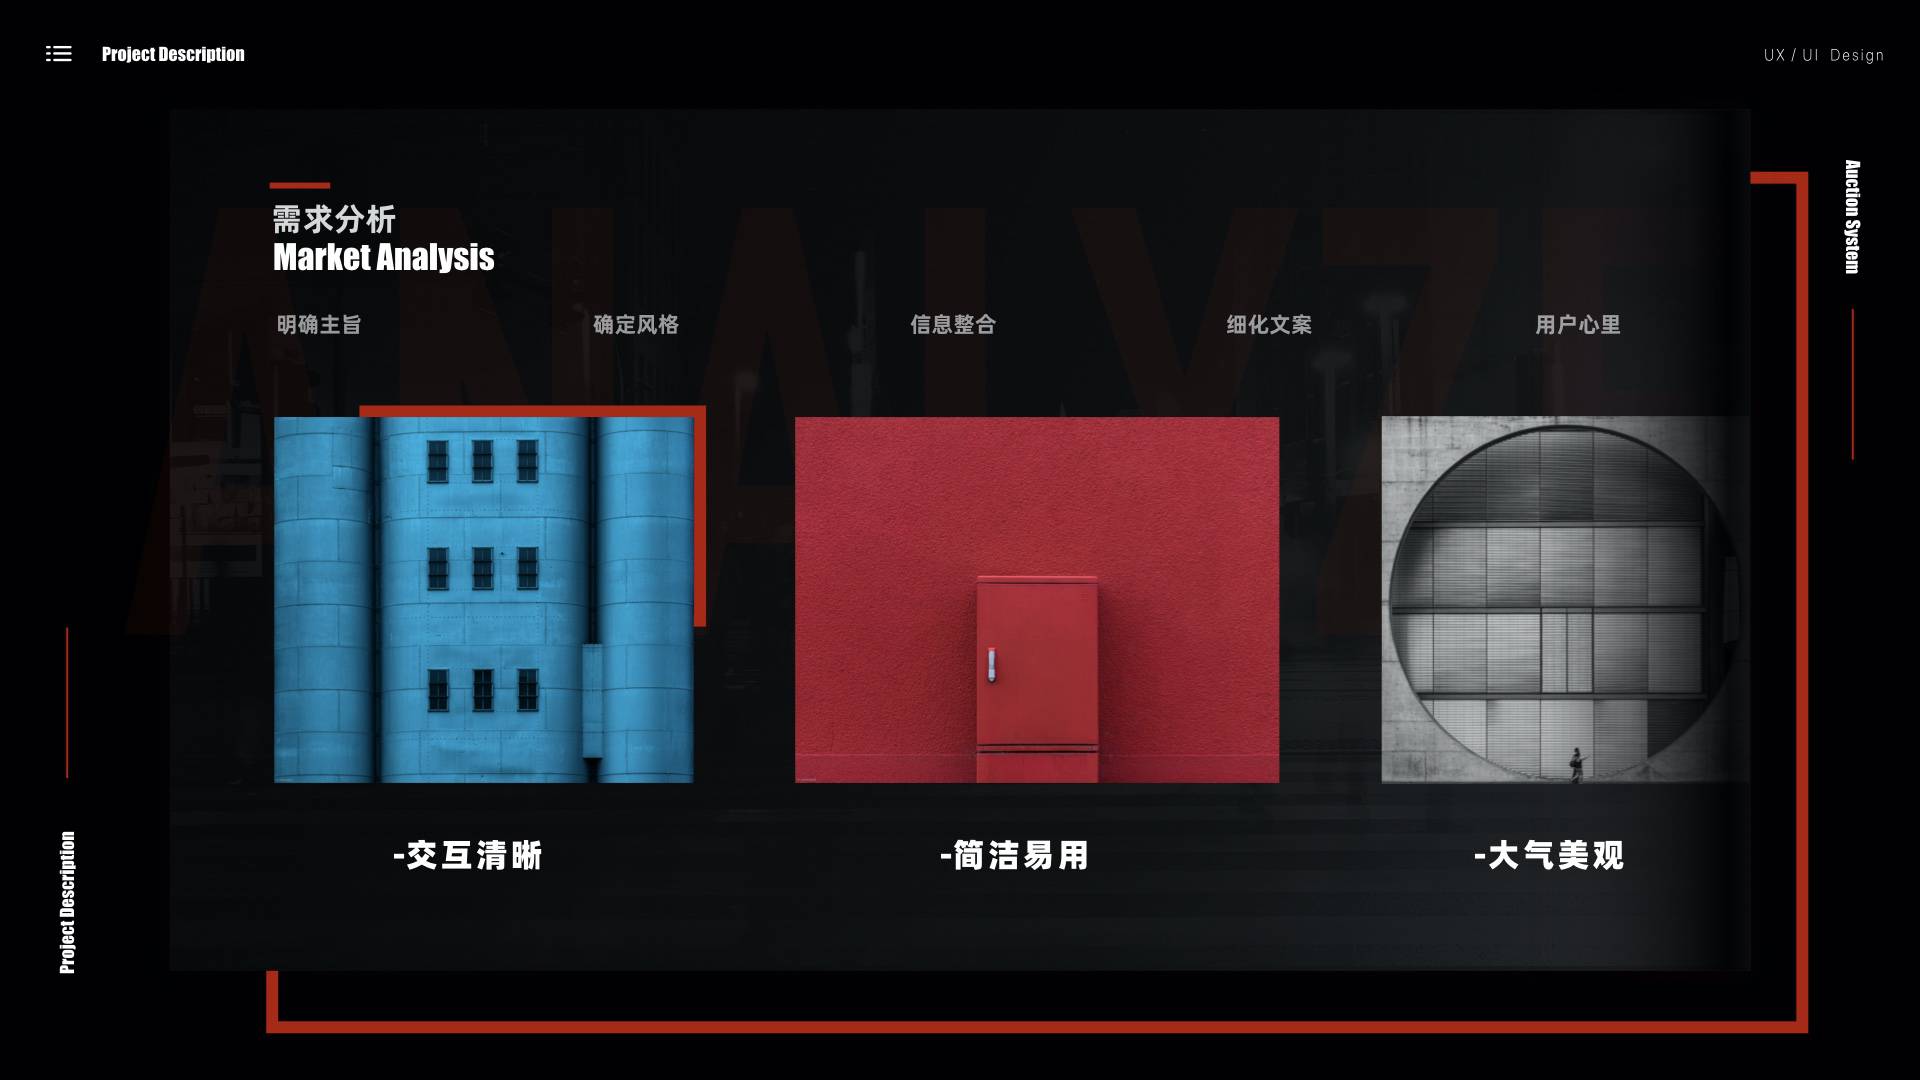 Project Description
UX / UI Design
需求分析
Market Analysis
ANALYZE
明确主旨
确定风格
信息整合
细化文案
用户心里
-交互清晰
-简洁易用
-大气美观
Auction System
Project Description